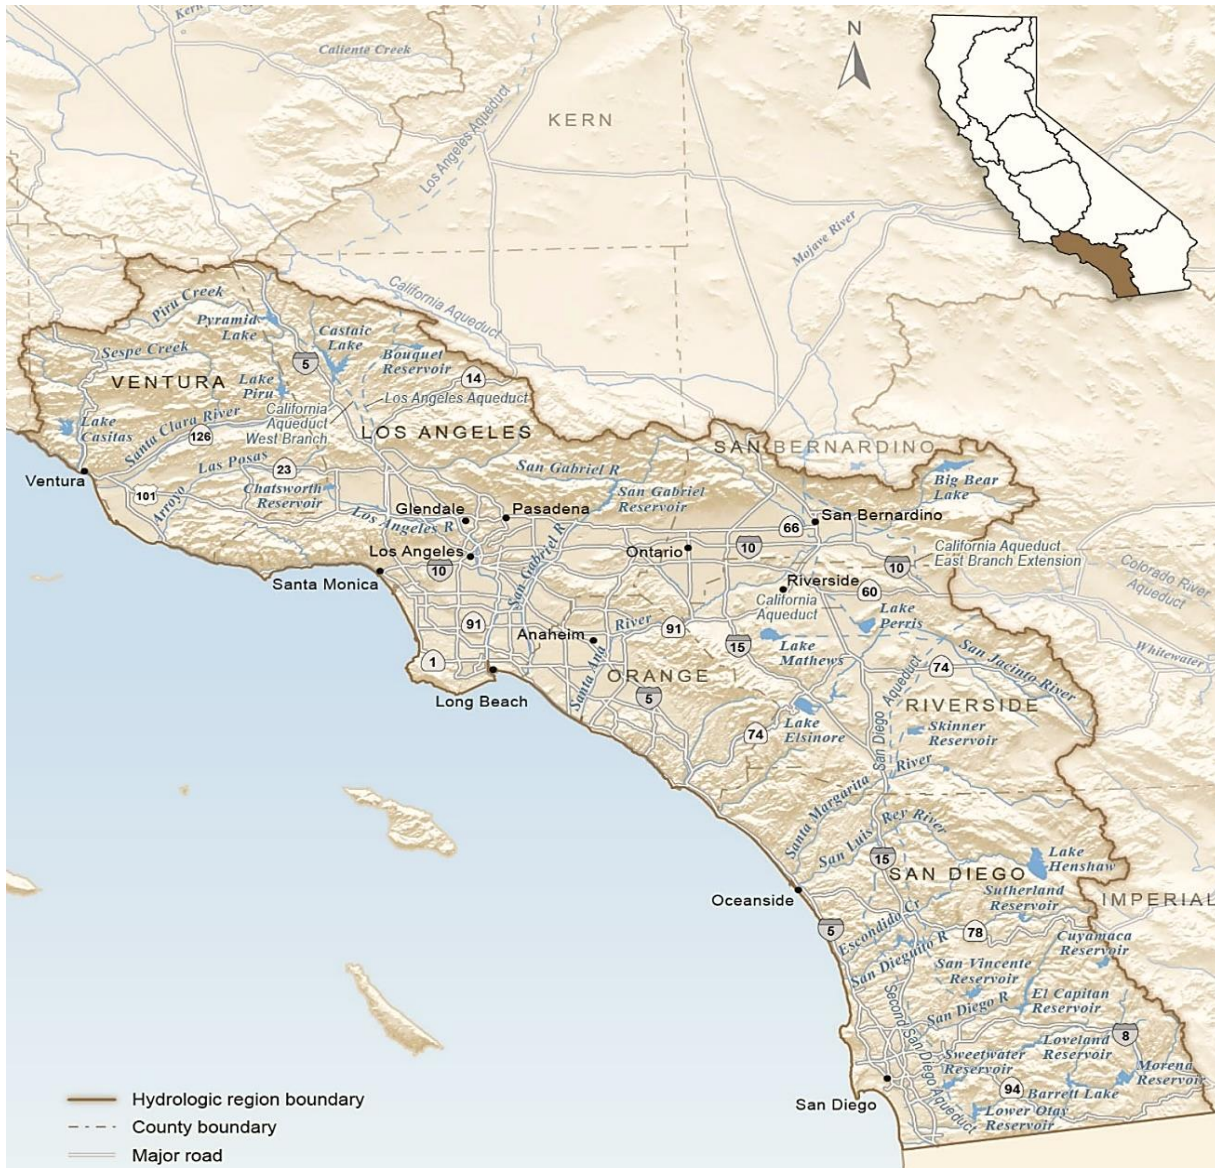 Kern
Caliente Creek
N
Los Angeles Aqueduct
KERN
Mojave River
California Aqueduct
Piru Creek
Pyramid
Lake
Castaic
Lake
Sespe Creek
5
Bouquet
Reservoir
14
VENTURA
Lake
Piru
Los Angeles Aqueduct
California
Aqueduct
West Branch
Lake
Casitas
Santa Clara River
126
LOS ANGELES
SAN BERNARDINO
Las Posas
23
San Gabriel R
Big Bear
Lake
Ventura
101
Arroyo
Chatsworth
Reservoir
San Gabriel
Reservoir
Glendale
Pasadena
Los Angeles R
66
San Bernardino
Los Angeles
10
San Gabriel R
Ontario
10
California Aqueduct
East Branch Extension
10
Santa Monica
Riverside
60
Colorado River
Aqueduct
California
Aqueduct
91
Anaheim
River
91
Lake
Perris
15
Lake
Mathews
Whitewater
1
Santa Ana
ORANGE
74
San Jacinto River
Long Beach
5
RIVERSIDE
Lake
Elsinore
74
San Diego Aqueduct
Skinner
Reservoir
Santa Margarita River
San Luis Rey River
15
Lake
Henshaw
SAN DIEGO
Oceanside
Sutherland
Reservoir
IMPERIAL
5
Escondido Cr
78
Cuyamaca
Reservoir
San Dieguito R
San Vincente
Reservoir
El Capitan
Reservoir
San Diego R
Second San Diego Aqueduct
8
Loveland
Reservoir
Sweetwater
Reservoir
Morena
Reservoir
94
Barrett Lake
San Diego
Lower Otay
Reservoir
Hydrologic region boundary
County boundary
Major road